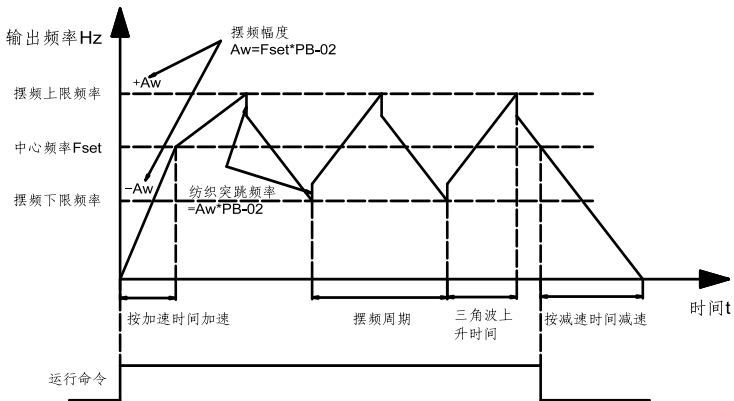 输出频率Hz
摆频幅度
Aw=Fset*PB-02
+Aw
摆频上限频率
中心频率Fset
−Aw
纺织突跳频率
=Aw*PB-02
摆频下限频率
时间t
按加速时间加速
摆频周期
三角波上
升时间
按减速时间减速
运行命令